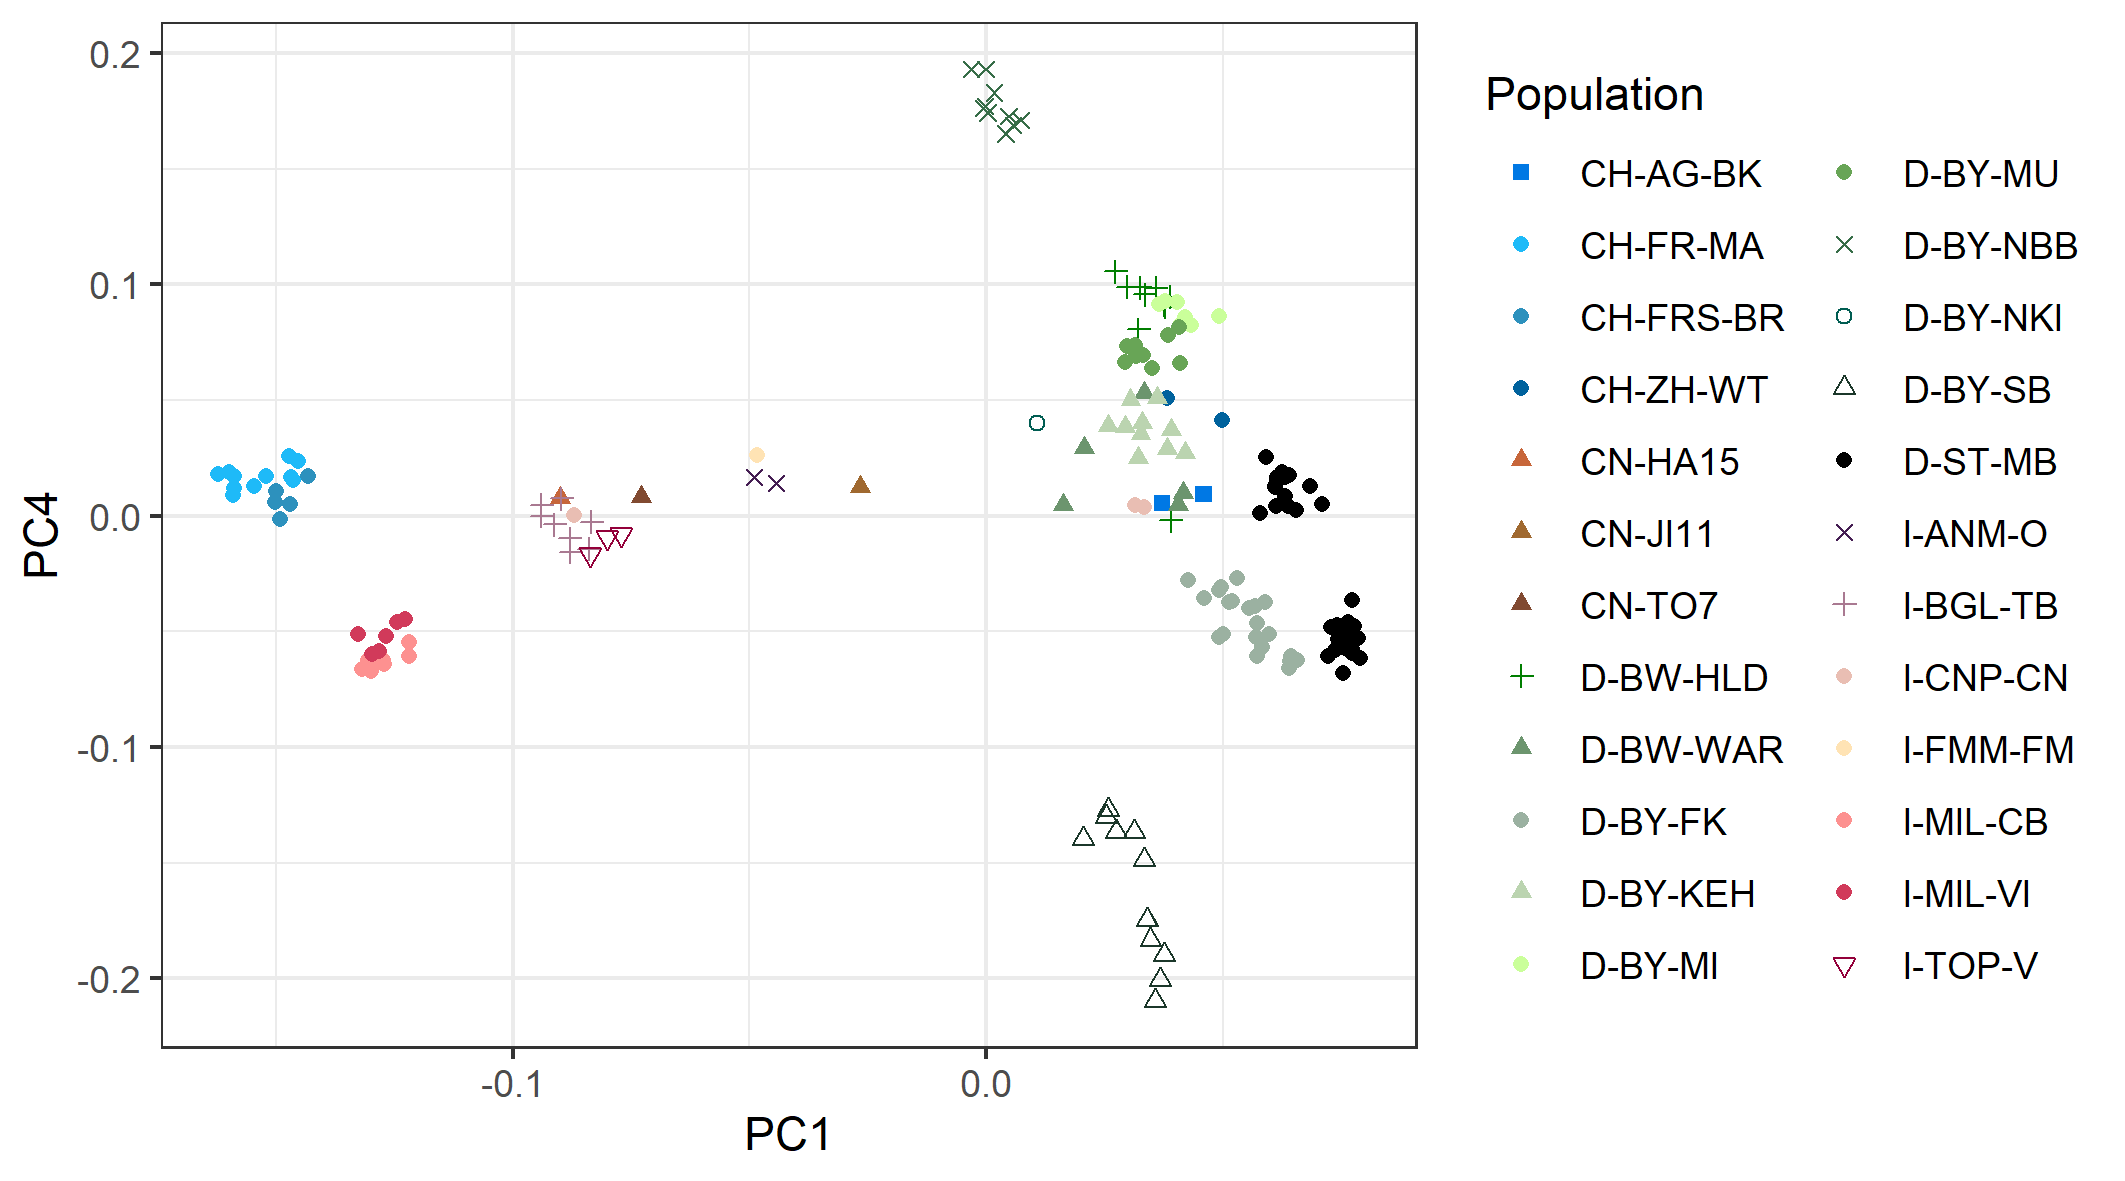 0.2
0.1
0.0
-0.1
-0.2
PC4
-0.1
0.0
PC1
Population
CH-AG-BK
CH-FR-MA
CH-FRS-BR
CH-ZH-WT
CN-HA15
CN-JI11
CN-TO7
D-BW-HLD
D-BW-WAR
D-BY-FK
D-BY-KEH
D-BY-MI
D-BY-MU
D-BY-NBB
D-BY-NKI
D-BY-SB
D-ST-MB
I-ANM-O
I-BGL-TB
I-CNP-CN
I-FMM-FM
I-MIL-CB
I-MIL-VI
I-TOP-V